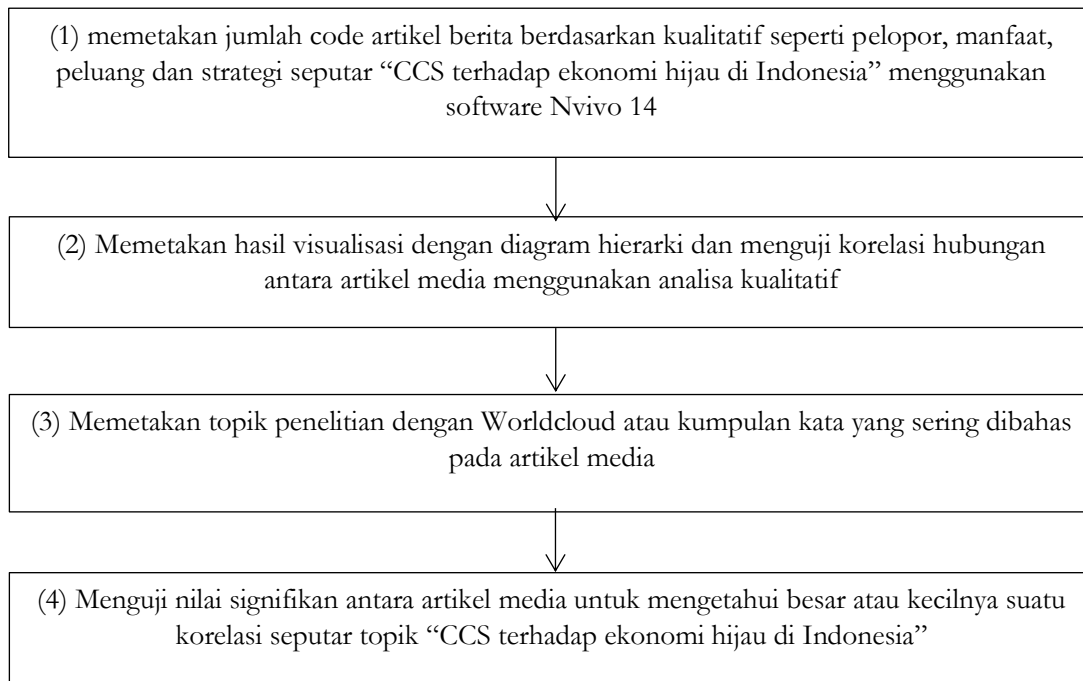 (1) memetakan jumlah code artikel berita berdasarkan kualitatif seperti pelopor, manfaat,
peluang dan strategi seputar “CCS terhadap ekonomi hijau di Indonesia” menggunakan
software Nvivo 14
(2) Memetakan hasil visualisasi dengan diagram hierarki dan menguji korelasi hubungan
antara artikel media menggunakan analisa kualitatif
(3) Memetakan topik penelitian dengan Worldcloud atau kumpulan kata yang sering dibahas
pada artikel media
(4) Menguji nilai signifikan antara artikel media untuk mengetahui besar atau kecilnya suatu
korelasi seputar topik “CCS terhadap ekonomi hijau di Indonesia”